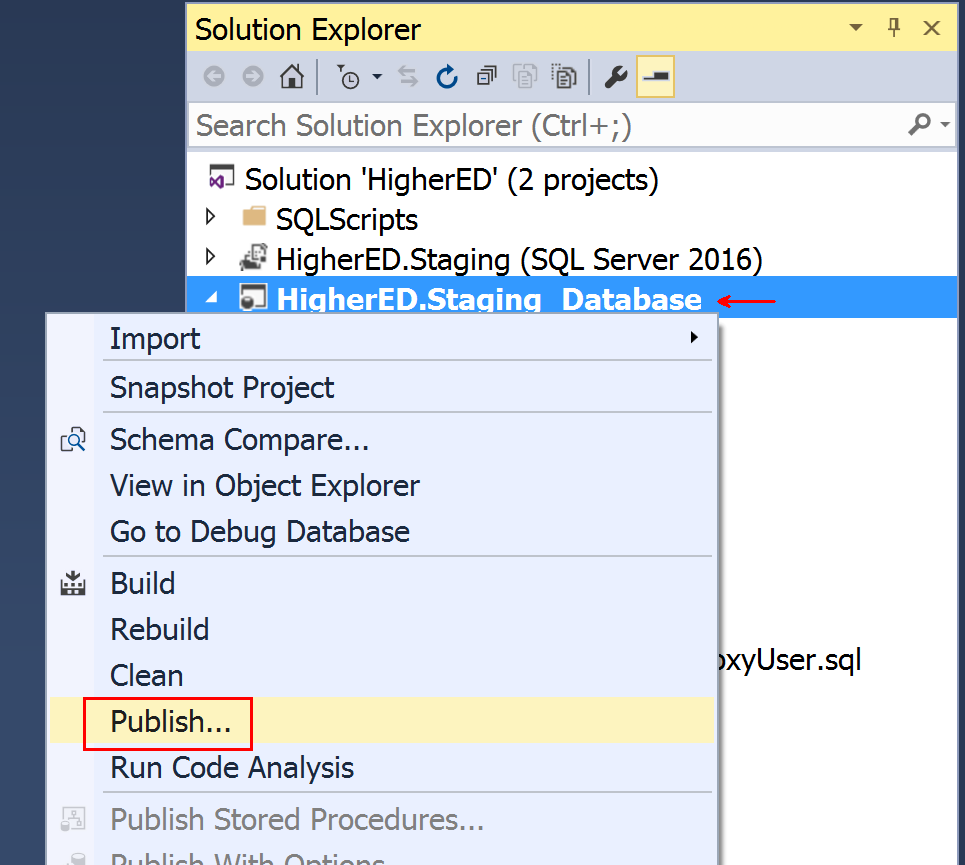 Solution Explorer
Search Solution Explorer (Ctrl+;)
Solution 'HigherED' (2 projects)
SQLScripts
HigherED.Staging (SQL Server 2016)
HigherED.Staging_Database
Import
Snapshot Project
Schema Compare...
View in Object Explorer
Go to Debug Database
Build
Rebuild
Clean
oxyUser.sql
Publish...
Run Code Analysis
Publish Stored Procedures...
Publish With Options